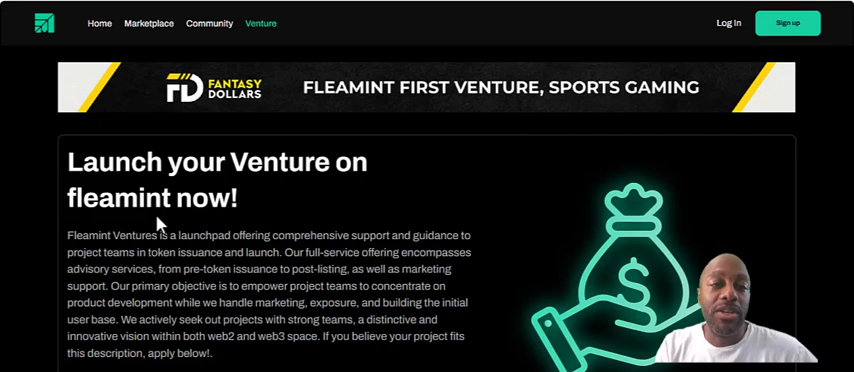 Home Marketplace Community Venture Log In Sign up
FD FANTASY DOLLARS FLEAMINT FIRST VENTURE, SPORTS GAMING
Launch your Venture on
fleamint now!
Fleamint Ventures is a launchpad offering comprehensive support and guidance to
project teams in token issuance and launch. Our full-service offering encompasses
advisory services, from pre-token issuance to post-listing, as well as marketing
support. Our primary objective is to empower project teams to concentrate on
product development while we handle marketing, exposure, and building the initial
user base. We actively seek out projects with strong teams, a distinctive and
innovative vision within both web2 and web3 space. If you believe your project fits
this description, apply below!.
$